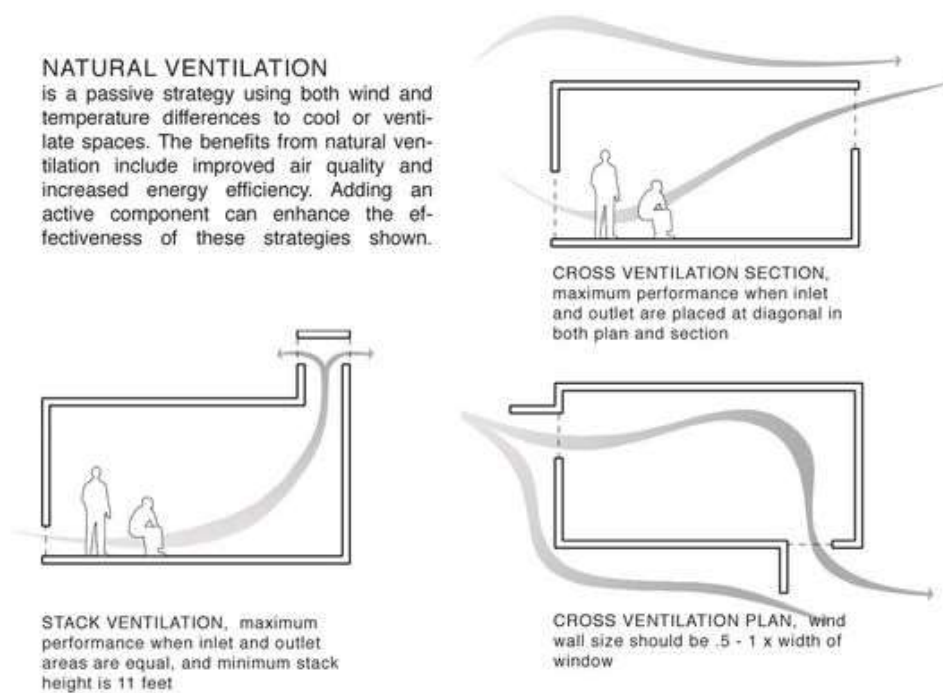 NATURAL VENTILATION
is a passive strategy using both wind and
temperature differences to cool or venti-
late spaces. The benefits from natural ven-
tilation include improved air quality and
increased energy efficiency. Adding an
active component can enhance the ef-
fectiveness of these strategies shown.
CROSS VENTILATION SECTION,
maximum performance when inlet
and outlet are placed at diagonal in
both plan and section
STACK VENTILATION, maximum
performance when inlet and outlet
areas are equal, and minimum stack
height is 11 feet
CROSS VENTILATION PLAN, wind
wall size should be .5 - 1 x width of
window